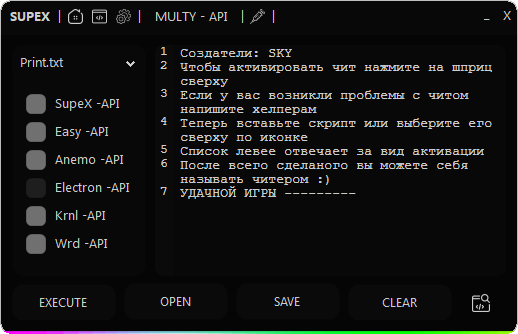 SUPEX | | MULTY - API | | _ X
Print.txt
SupeX -API
Easy -API
Anemo -API
Electron -API
Krnl -API
Wrd -API
1 Создатели: SKY
2 Чтобы активировать чит нажмите на шприц
сверху
3 Если у вас возникли проблемы с читом
напишите хелперам
4 Теперь вставьте скрипт или выберите его
сверху по иконке
5 Список левее отвечает за вид активации
6 После всего сделаного вы можете себя
называть читером :)
7 УДАЧНОЙ ИГРЫ ---------
EXECUTE
OPEN
SAVE
CLEAR